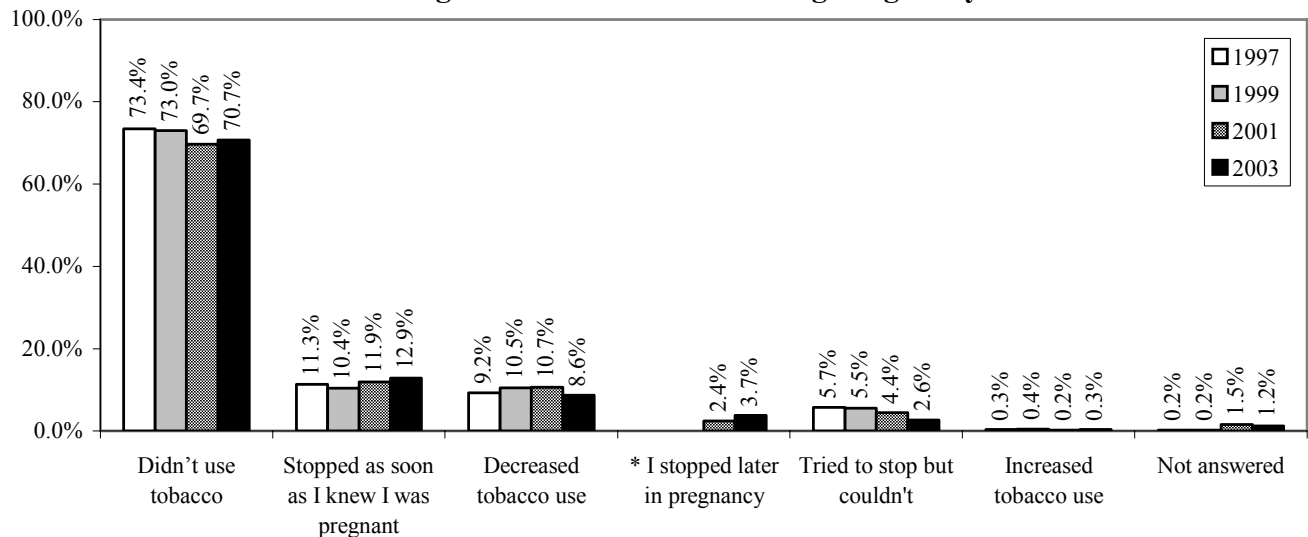 100.0%
80.0%
60.0%
40.0%
20.0%
0.0%
73.4%
73.0%
69.7%
70.7%
11.3%
10.4%
11.9%
12.9%
9.2%
10.5%
10.7%
8.6%
2.4%
3.7%
5.7%
5.5%
4.4%
2.6%
0.3%
0.4%
0.2%
0.3%
0.2%
0.2%
1.5%
1.2%
1997
1999
2001
2003
Didn’t use
tobacco
Stopped as soon
as I knew I was
pregnant
Decreased
tobacco use
* I stopped later
in pregnancy
Tried to stop but
couldn't
Increased
tobacco use
Not answered